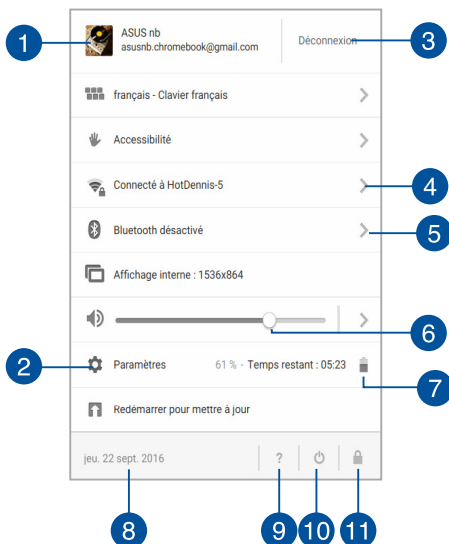 ASUS nb
asusnb.chromebook@gmail.com
Déconnexion
1
3
français - Clavier français
Accessibilité
Connecté à HotDennis-5
4
Bluetooth désactivé
5
Affichage interne : 1536x864
6
2
Paramètres
61 % - Temps restant : 05:23
7
Redémarrer pour mettre à jour
jeu. 22 sept. 2016
?
8
9
10
11